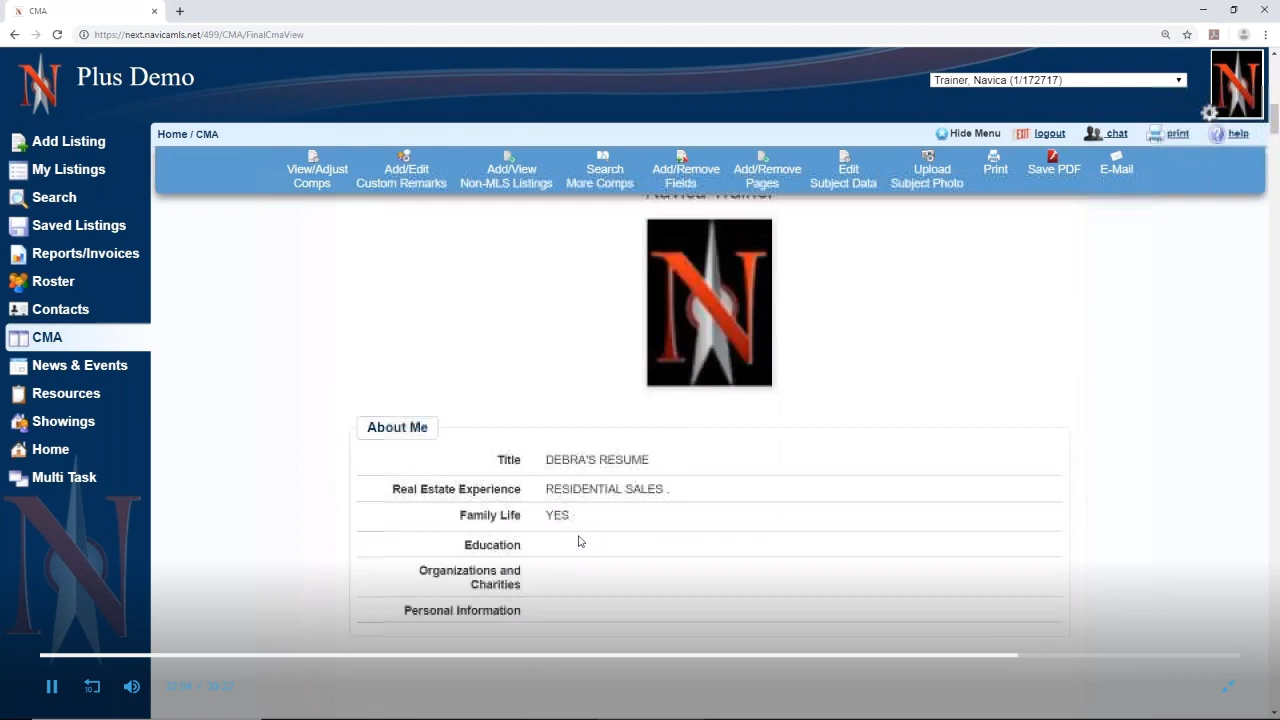 CMA
https://next.navicamls.net/499/CMA/FinalCmaView
Plus Demo
Trainer, Navica (1/172717)
Home / CMA
Hide Menu
EXIT logout
chat
print
help
Add Listing
My Listings
Search
Saved Listings
Reports/Invoices
Roster
Contacts
CMA
News & Events
Resources
Showings
Home
Multi Task
View/Adjust
Comps
Add/Edit
Custom Remarks
Add/View
Non-MLS Listings
Search
More Comps
Add/Remove
Fields
Add/Remove
Pages
Edit
Subject Data
Upload
Subject Photo
Print
Save PDF
E-Mail
Navica Trainer
About Me
Title DEBRA'S RESUME
Real Estate Experience RESIDENTIAL SALES .
Family Life YES
Education
Organizations and
Charities
Personal Information
10